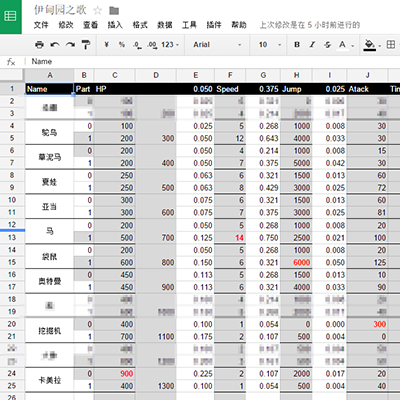 伊甸园之歌
文件 修改 查看 插入 格式 数据 工具 插件 帮助 上次修改是在 5 小时前进行的
123 Arial 10 B I S A
fx Name
A B C D E F G H I J
1 Name Part HP 0.050 Speed 0.375 Jump 0.025 Atack Tin
2
3
4 鸵马 0 100 0.025 5 0.268 1000 0.008 30
5 1 200 300 0.050 12 0.643 4000 0.033 30
6 草泥马 0 200 0.050 4 0.214 1000 0.008 15
7 1 200 400 0.050 7 0.375 5000 0.042 30
8 夏娃 0 250 0.063 6 0.321 1500 0.013 60
9 1 250 500 0.063 8 0.429 3000 0.025 72
10 亚当 0 300 0.075 6 0.321 1500 0.013 60
11 1 300 600 0.075 7 0.375 3000 0.025 81
12 马 0 200 0.050 5 0.268 1000 0.008 20
13 1 500 700 0.125 14 0.750 2500 0.021 100
14 袋鼠 0 200 0.050 5 0.268 1000 0.008 20
15 1 600 800 0.150 6 0.321 6000 0.050 125
16 奥特曼 0 450 0.113 5 0.268 1500 0.013 10
17 1 450 900 0.113 6 0.321 4000 0.033 90
18
19
20 挖掘机 0 400 0.100 1 0.054 0 0.000 300
21 1 700 1100 0.175 2 0.107 500 0.004 0
24 卡美拉 0 900 0.225 2 0.107 2000 0.017 20
25 1 400 1300 0.100 1 0.054 500 0.004 40